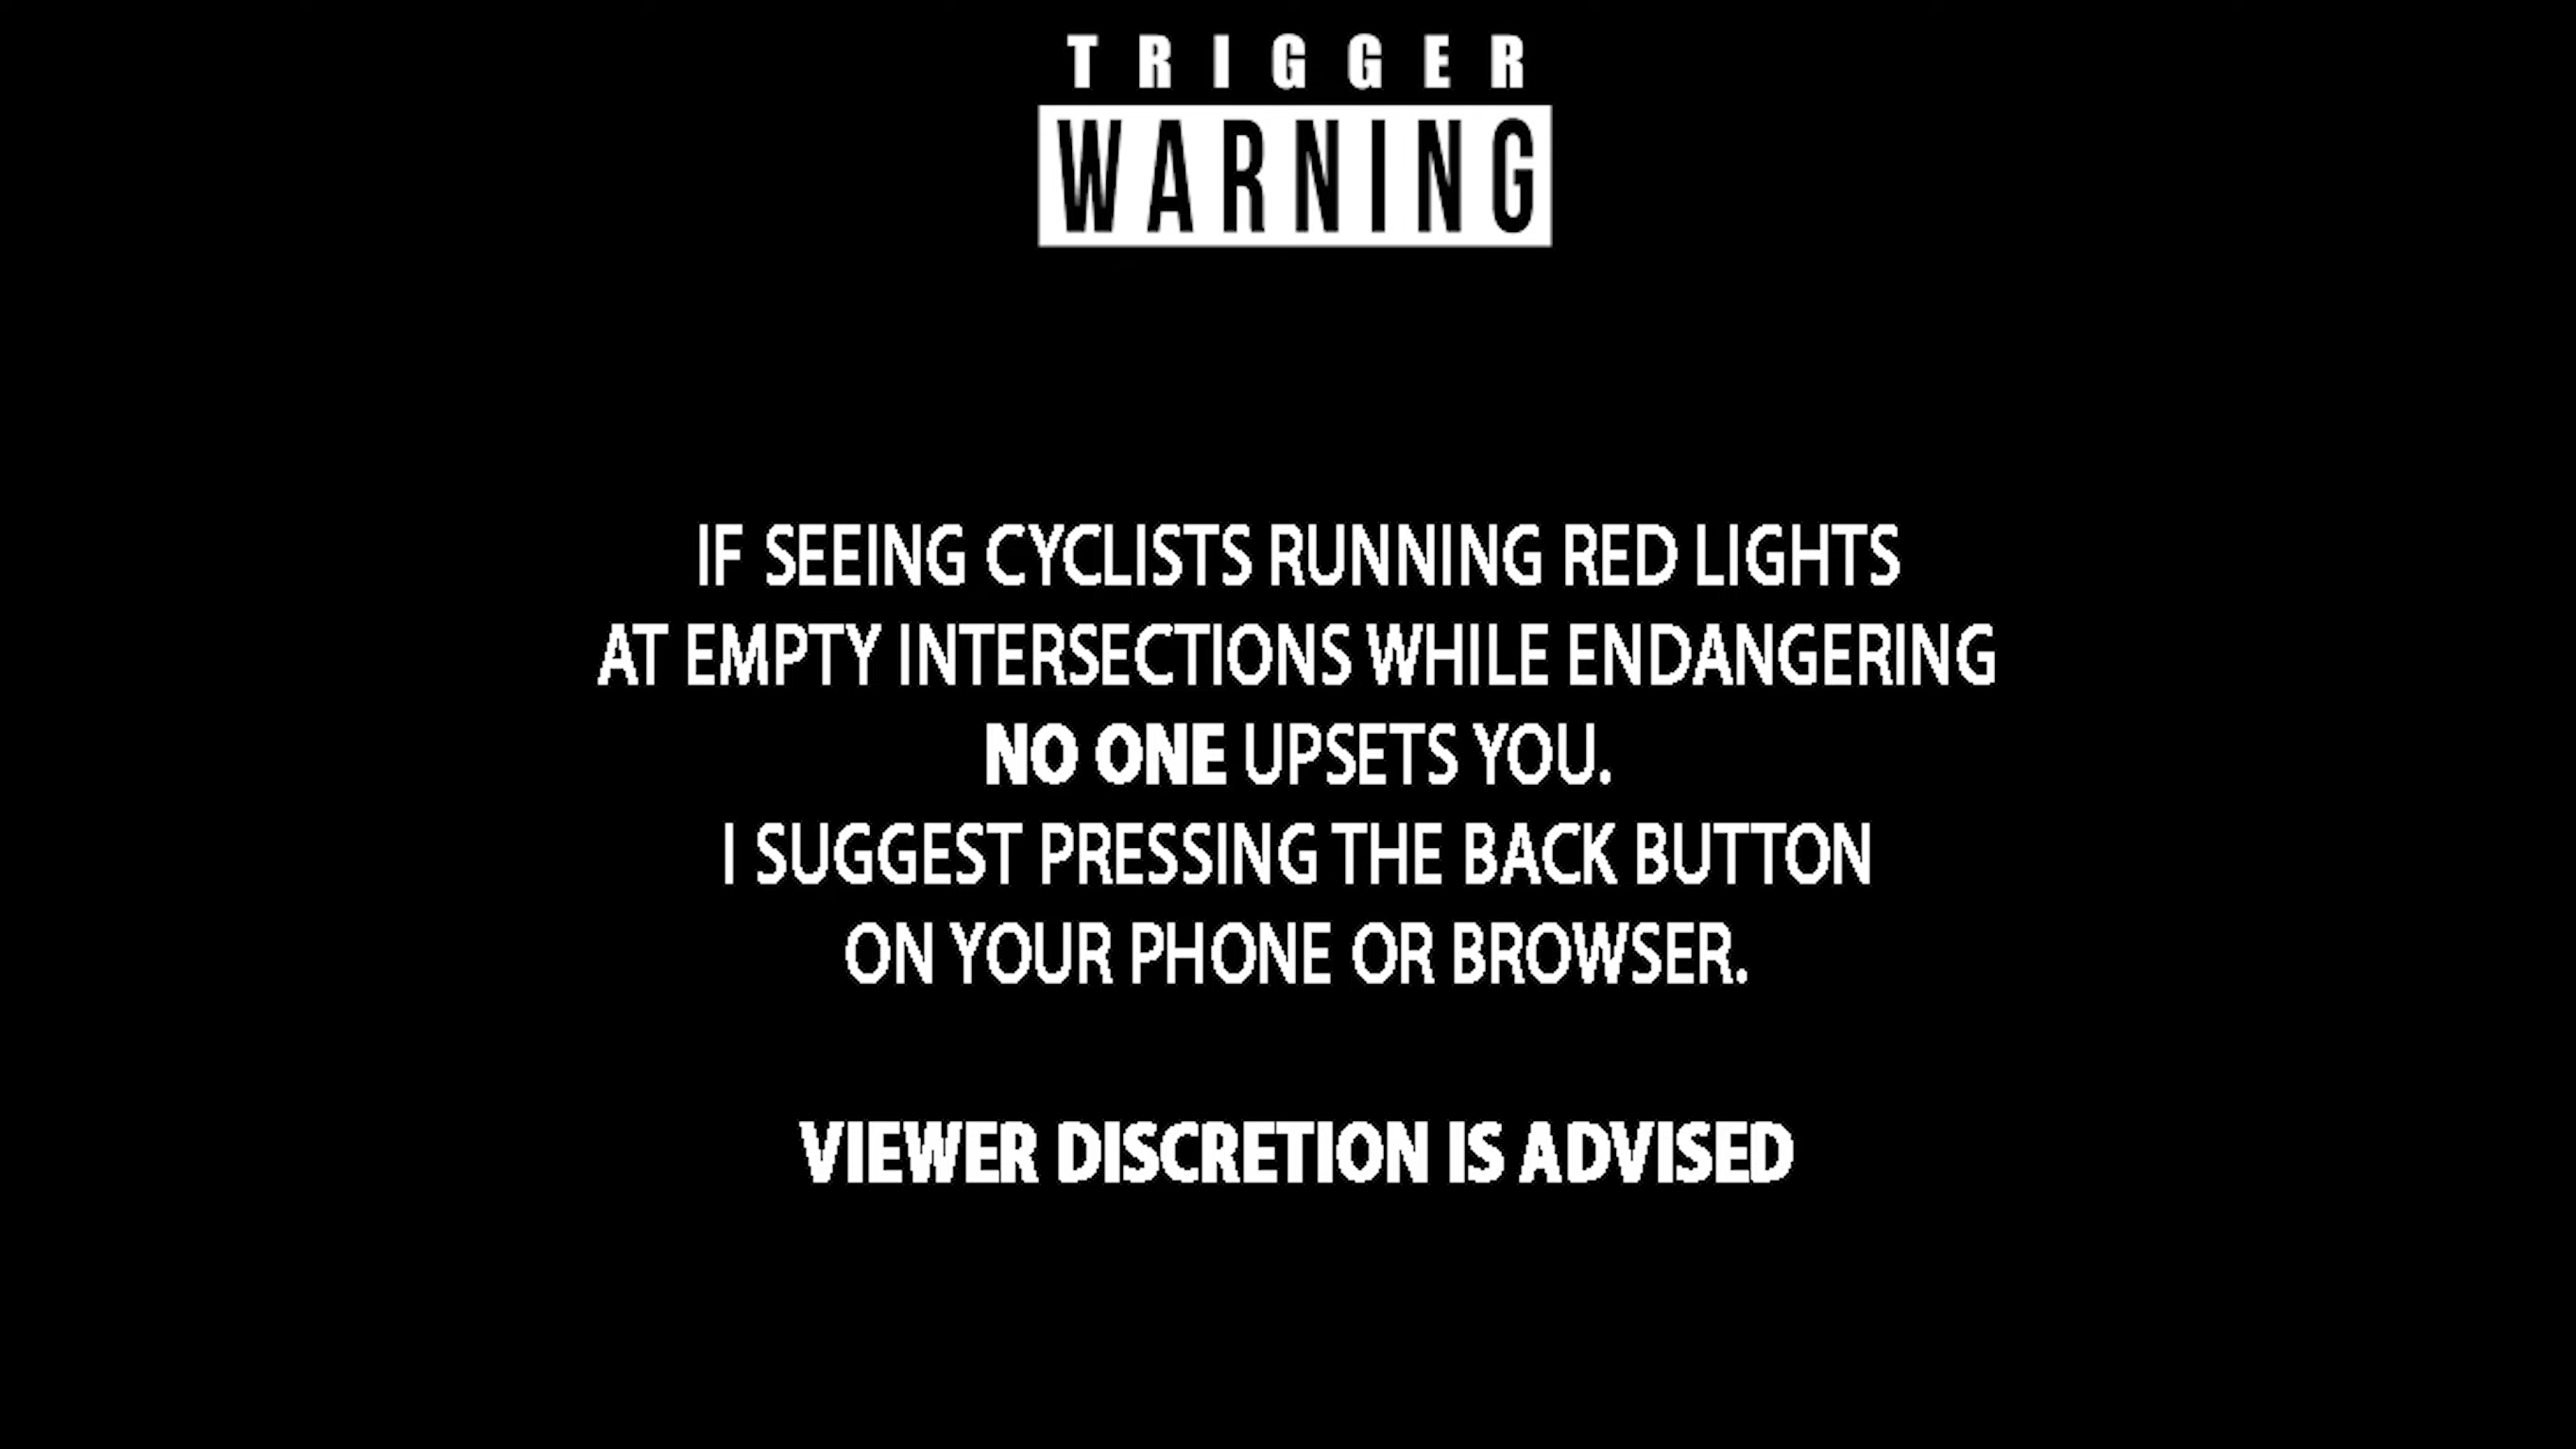 TRIGGER
WARNING
IF SEEING CYCLISTS RUNNING RED LIGHTS
AT EMPTY INTERSECTIONS WHILE ENDANGERING
NO ONE UPSETS YOU.
I SUGGEST PRESSING THE BACK BUTTON
ON YOUR PHONE OR BROWSER.
VIEWER DISCRETION IS ADVISED